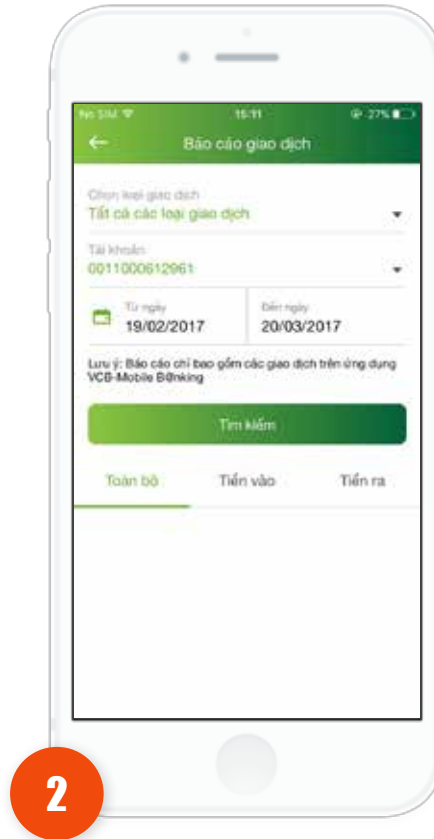 No SIM 15:11 27%
Báo cáo giao dịch
Chọn loại giao dịch
Tất cả các loại giao dịch
Tài khoản
0011000612961
Từ ngày Đến ngày
19/02/2017 20/03/2017
Lưu ý: Báo cáo chỉ bao gồm các giao dịch trên ứng dụng
VCB-Mobile B@nking
Tìm kiếm
Toàn bộ Tiền vào Tiền ra
2